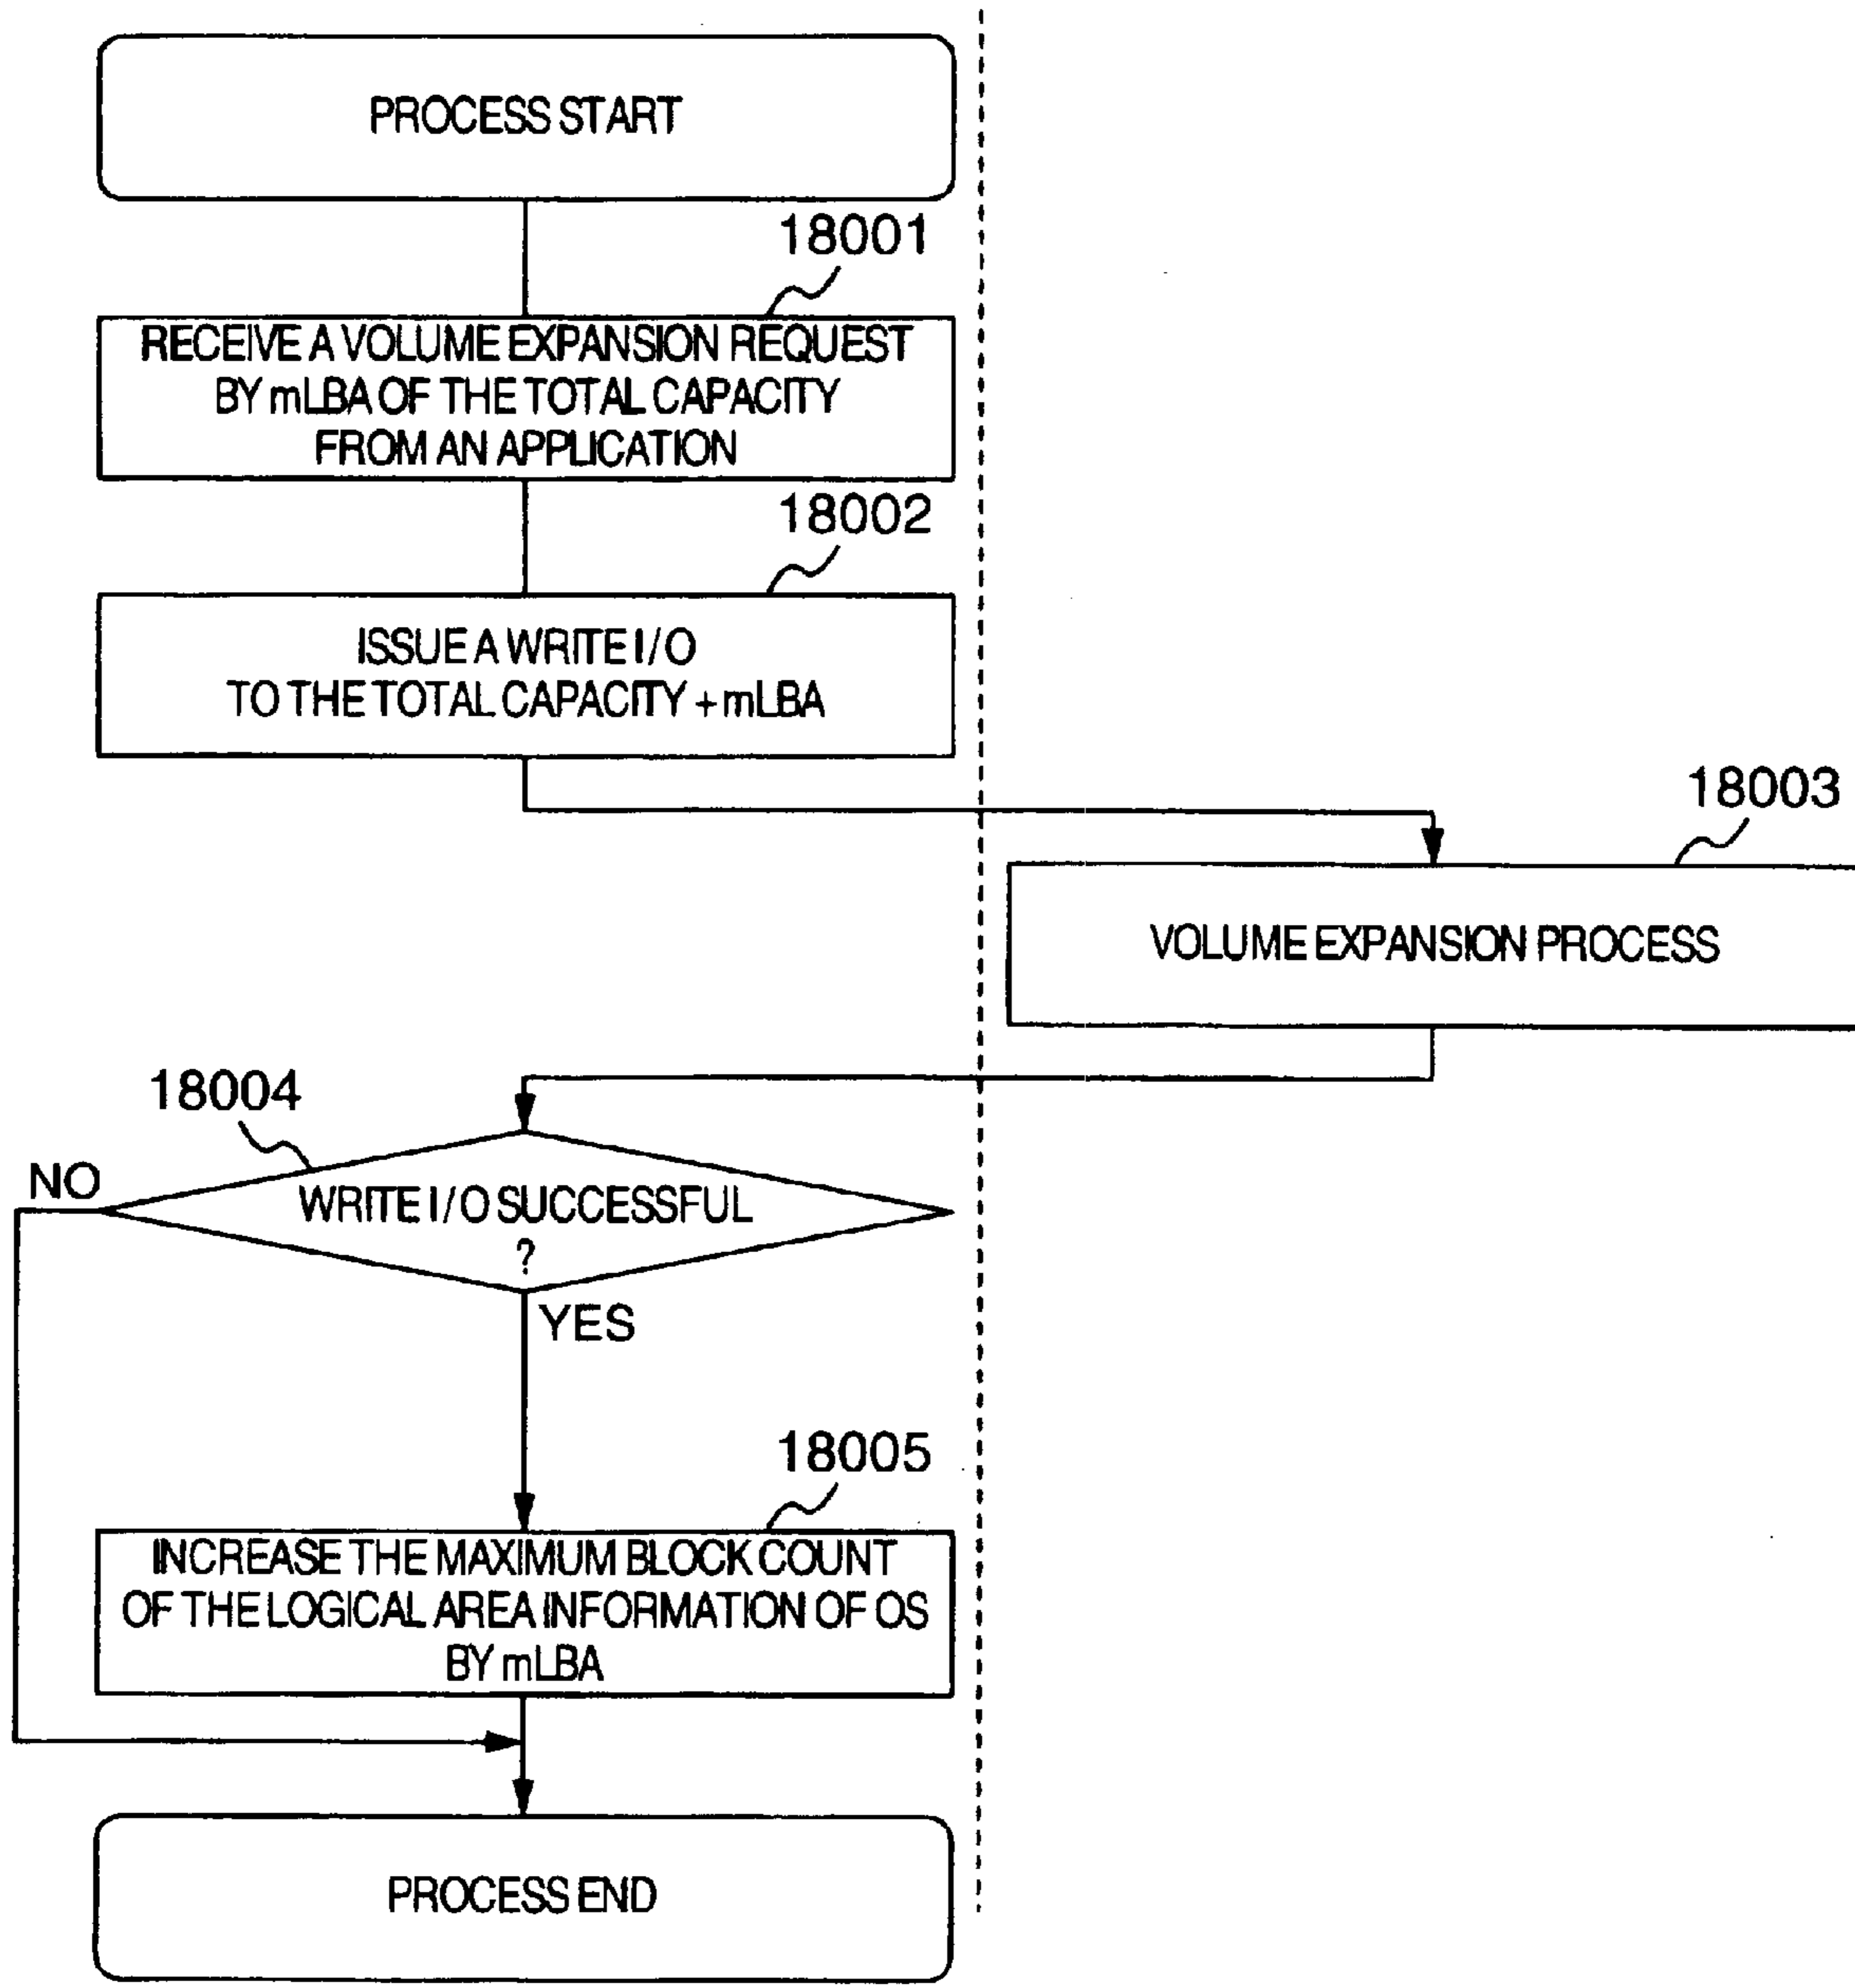 PROCESS START
18001
RECEIVE A VOLUME EXPANSION REQUEST
BY mLBA OF THE TOTAL CAPACITY
FROM AN APPLICATION
18002
ISSUE A WRITE I/O
TO THE TOTAL CAPACITY + mLBA
18003
VOLUME EXPANSION PROCESS
18004
NO
WRITE I/O SUCCESSFUL
?
YES
18005
INCREASE THE MAXIMUM BLOCK COUNT
OF THE LOGICAL AREA INFORMATION OF OS
BY mLBA
PROCESS END